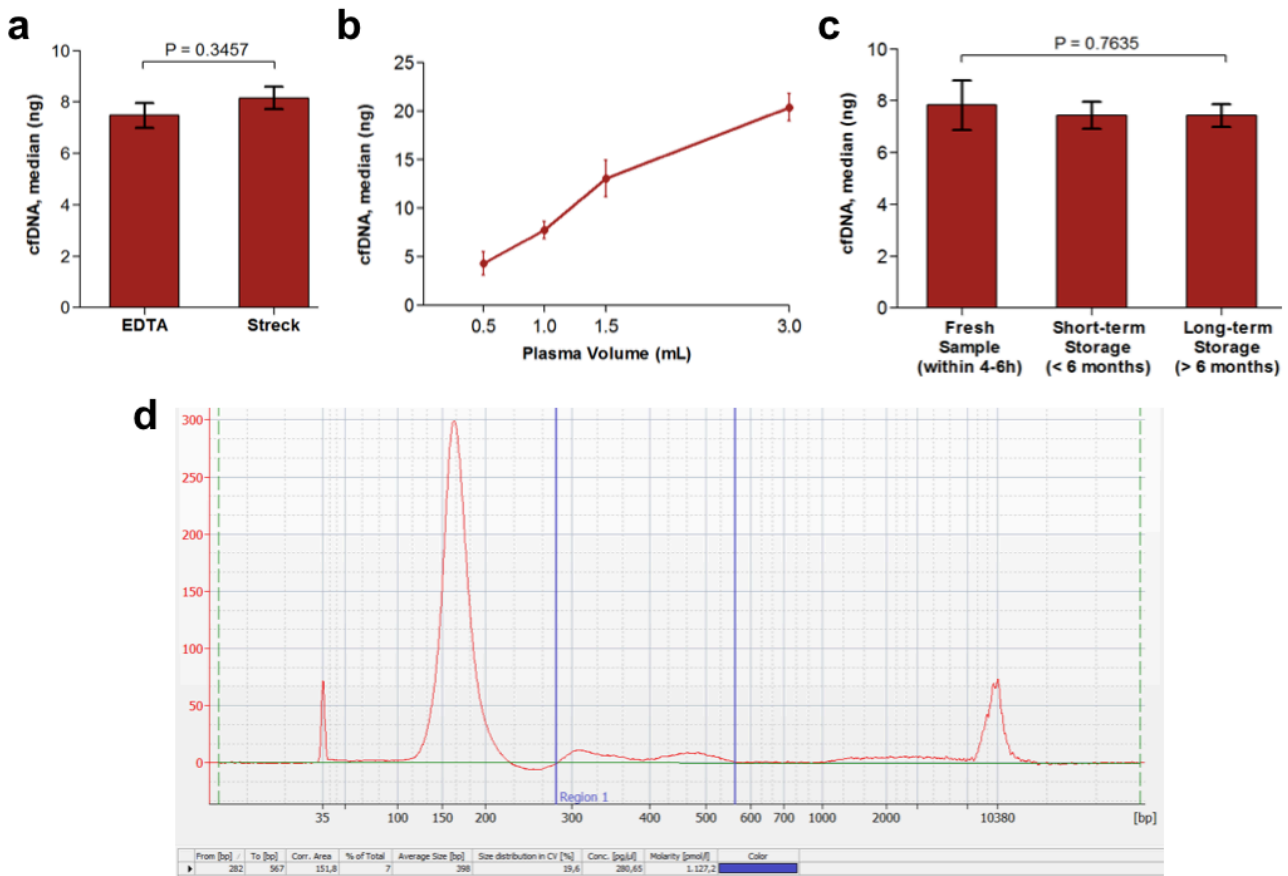 a
P = 0.3457
cfDNA, median (ng)
10
8
6
4
2
0
EDTA Streck
b
cfDNA, median (ng)
25
20
15
10
5
0
0.5 1.0 1.5 3.0
Plasma Volume (mL)
c
P = 0.7635
cfDNA, median (ng)
10
8
6
4
2
0
Fresh Short-term Long-term
Sample Storage Storage
(within 4-6h) (< 6 months) (> 6 months)
d
300
250
200
150
100
50
0
Region 1
35 100 150 200 300 400 500 600 700 1000 2000 10380 [bp]
From [bp] / To [bp] Corr. Area % of Total Average Size [bp] Size distribution in CV [%] Conc. [pg/µl] Molarity [pmol/l] Color
282 567 151,8 7 398 19,6 280,65 1.127,2